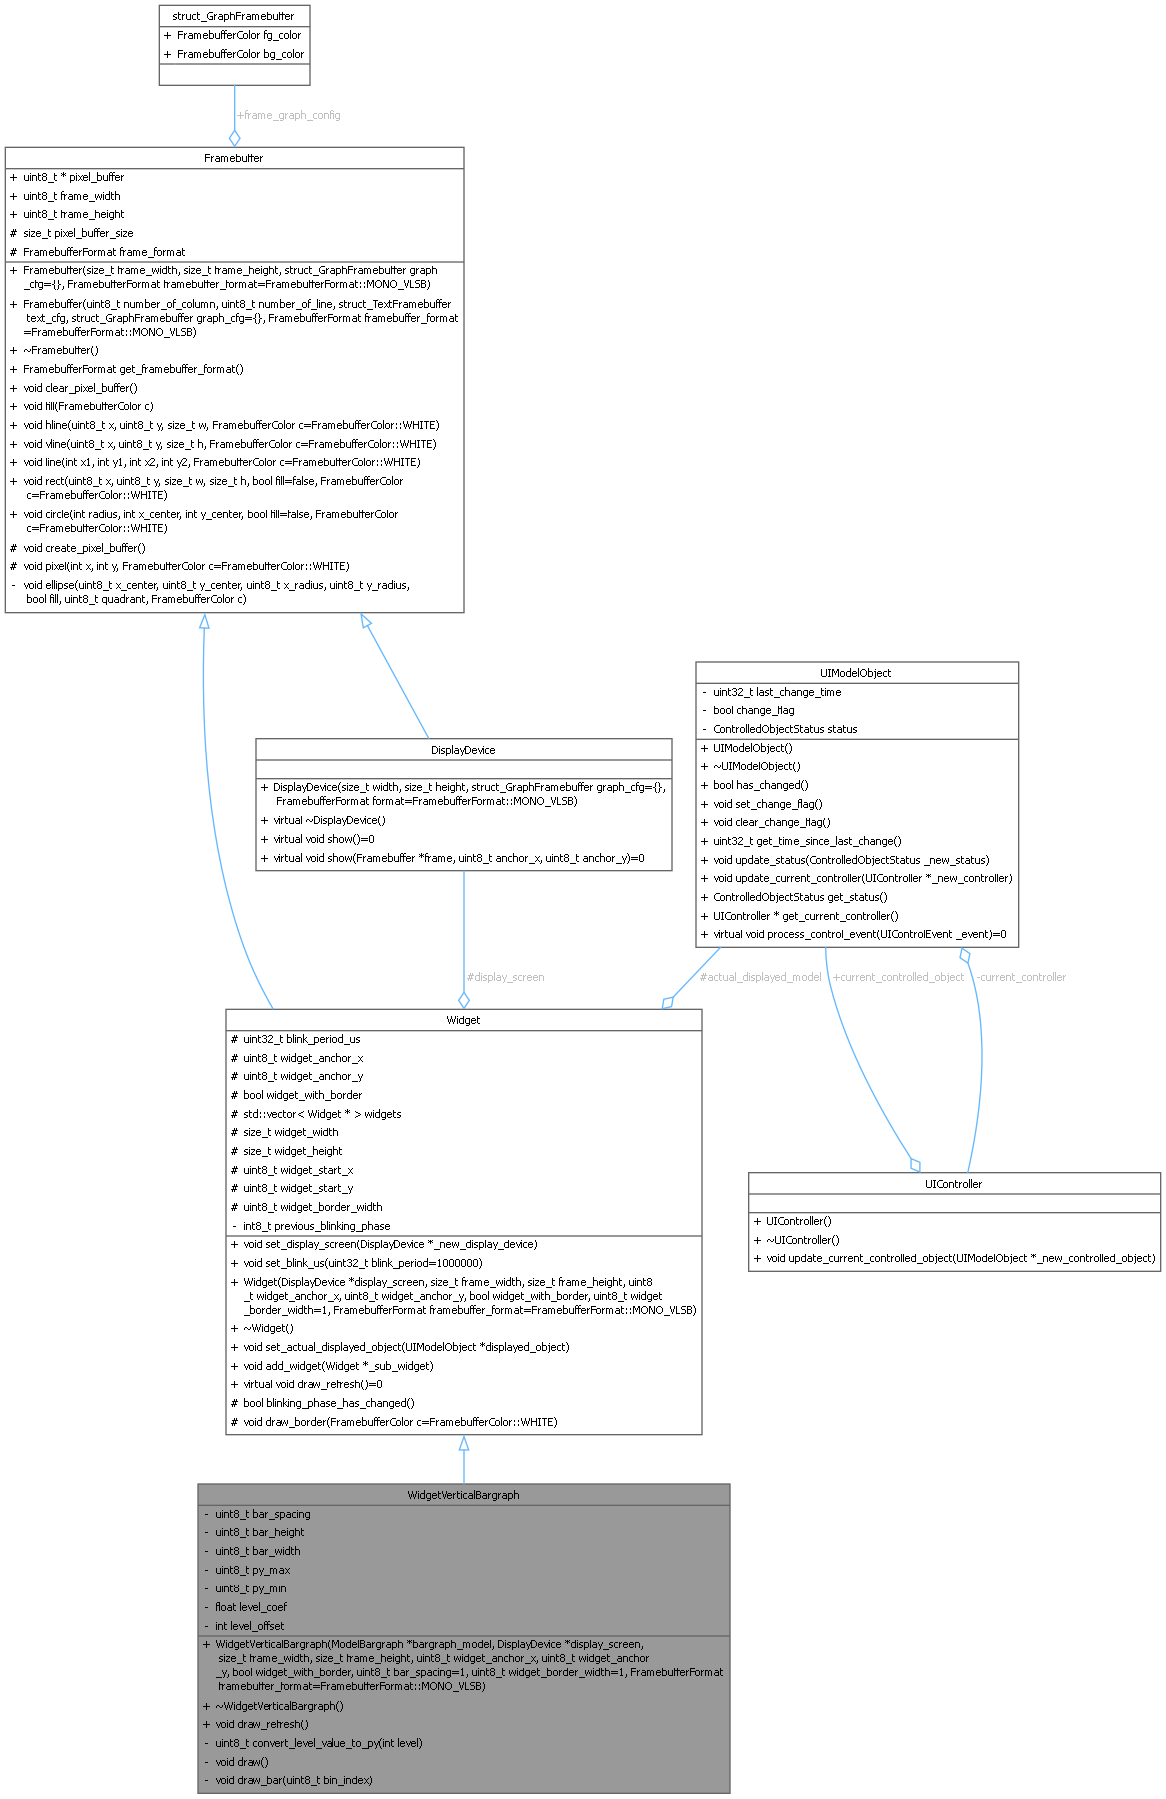 struct_GraphFramebuffer
+ FramebufferColor fg_color
+ FramebufferColor bg_color
+frame_graph_config
Framebuffer
+ uint8_t * pixel_buffer
+ uint8_t frame_width
+ uint8_t frame_height
# size_t pixel_buffer_size
# FramebufferFormat frame_format
+ Framebuffer(size_t frame_width, size_t frame_height, struct_GraphFramebuffer graph
_cfg={}, FramebufferFormat framebuffer_format=FramebufferFormat::MONO_VLSB)
+ Framebuffer(uint8_t number_of_column, uint8_t number_of_line, struct_TextFramebuffer
text_cfg, struct_GraphFramebuffer graph_cfg={}, FramebufferFormat framebuffer_format
=FramebufferFormat::MONO_VLSB)
+ ~Framebuffer()
+ FramebufferFormat get_framebuffer_format()
+ void clear_pixel_buffer()
+ void fill(FramebufferColor c)
+ void hline(uint8_t x, uint8_t y, size_t w, FramebufferColor c=FramebufferColor::WHITE)
+ void vline(uint8_t x, uint8_t y, size_t h, FramebufferColor c=FramebufferColor::WHITE)
+ void line(int x1, int y1, int x2, int y2, FramebufferColor c=FramebufferColor::WHITE)
+ void rect(uint8_t x, uint8_t y, size_t w, size_t h, bool fill=false, FramebufferColor
c=FramebufferColor::WHITE)
+ void circle(int radius, int x_center, int y_center, bool fill=false, FramebufferColor
c=FramebufferColor::WHITE)
# void create_pixel_buffer()
# void pixel(int x, int y, FramebufferColor c=FramebufferColor::WHITE)
- void ellipse(uint8_t x_center, uint8_t y_center, uint8_t x_radius, uint8_t y_radius,
bool fill, uint8_t quadrant, FramebufferColor c)
UIModelObject
- uint32_t last_change_time
- bool change_flag
- ControlledObjectStatus status
+ UIModelObject()
+ ~UIModelObject()
+ bool has_changed()
+ void set_change_flag()
+ void clear_change_flag()
+ uint32_t get_time_since_last_change()
+ void update_status(ControlledObjectStatus _new_status)
+ void update_current_controller(UIController *_new_controller)
+ ControlledObjectStatus get_status()
+ UIController * get_current_controller()
+ virtual void process_control_event(UIControlEvent _event)=0
DisplayDevice
+ DisplayDevice(size_t width, size_t height, struct_GraphFramebuffer graph_cfg={},
FramebufferFormat format=FramebufferFormat::MONO_VLSB)
+ virtual ~DisplayDevice()
+ virtual void show()=0
+ virtual void show(Framebuffer *frame, uint8_t anchor_x, uint8_t anchor_y)=0
#display_screen
#actual_displayed_model
+current_controlled_object
-current_controller
Widget
# uint32_t blink_period_us
# uint8_t widget_anchor_x
# uint8_t widget_anchor_y
# bool widget_with_border
# std::vector< Widget * > widgets
# size_t widget_width
# size_t widget_height
# uint8_t widget_start_x
# uint8_t widget_start_y
# uint8_t widget_border_width
- int8_t previous_blinking_phase
+ void set_display_screen(DisplayDevice *_new_display_device)
+ void set_blink_us(uint32_t blink_period=1000000)
+ Widget(DisplayDevice *display_screen, size_t frame_width, size_t frame_height, uint8
_t widget_anchor_x, uint8_t widget_anchor_y, bool widget_with_border, uint8_t widget
_border_width=1, FramebufferFormat framebuffer_format=FramebufferFormat::MONO_VLSB)
+ ~Widget()
+ void set_actual_displayed_object(UIModelObject *displayed_object)
+ void add_widget(Widget *_sub_widget)
+ virtual void draw_refresh()=0
# bool blinking_phase_has_changed()
# void draw_border(FramebufferColor c=FramebufferColor::WHITE)
UIController
+ UIController()
+ ~UIController()
+ void update_current_controlled_object(UIModelObject *_new_controlled_object)
WidgetVerticalBargraph
- uint8_t bar_spacing
- uint8_t bar_height
- uint8_t bar_width
- uint8_t py_max
- uint8_t py_min
- float level_coef
- int level_offset
+ WidgetVerticalBargraph(ModelBargraph *bargraph_model, DisplayDevice *display_screen,
size_t frame_width, size_t frame_height, uint8_t widget_anchor_x, uint8_t widget_anchor
_y, bool widget_with_border, uint8_t bar_spacing=1, uint8_t widget_border_width=1, FramebufferFormat
framebuffer_format=FramebufferFormat::MONO_VLSB)
+ ~WidgetVerticalBargraph()
+ void draw_refresh()
- uint8_t convert_level_value_to_py(int level)
- void draw()
- void draw_bar(uint8_t bin_index)